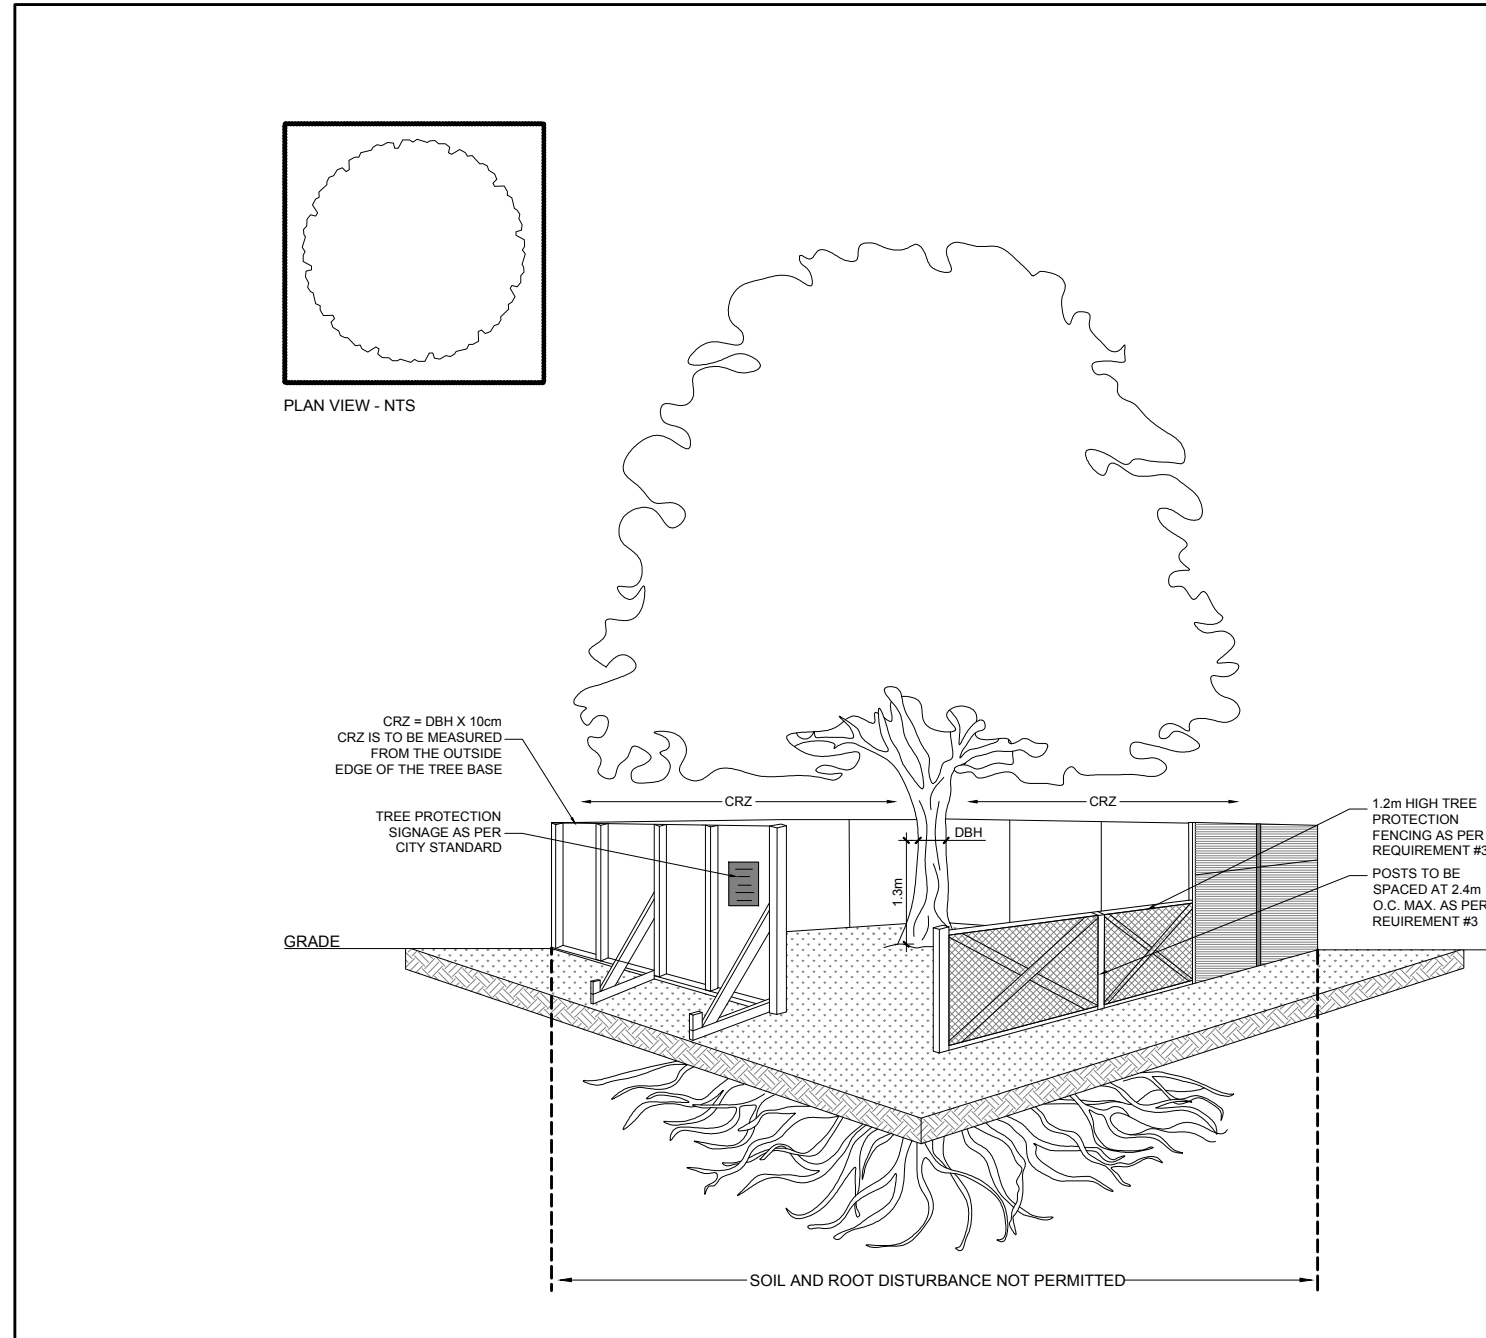 PLAN VIEW - NTS
CRZ = DBH X 10cm
CRZ IS TO BE MEASURED
FROM THE OUTSIDE
EDGE OF THE TREE BASE
TREE PROTECTION
SIGNAGE AS PER
CITY STANDARD
GRADE
CRZ
CRZ
DBH
1.3m
1.2m HIGH TREE
PROTECTION
FENCING AS PER
REQUIREMENT #3
POSTS TO BE
SPACED AT 2.4m
O.C. MAX. AS PER
REUIREMENT #3
SOIL AND ROOT DISTURBANCE NOT PERMITTED